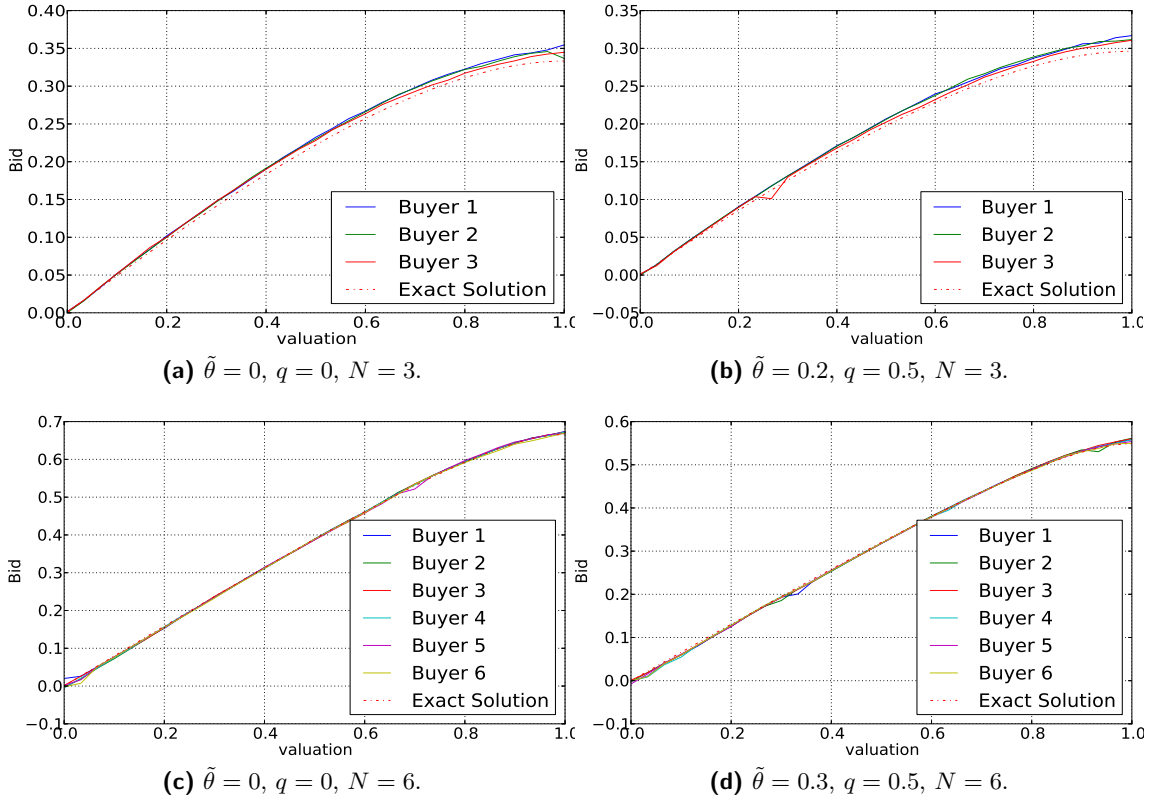 0.40
0.35
0.30
0.25
0.20
0.15
0.10
0.05
0.00
Bid
0.0 0.2 0.4 0.6 0.8 1.0
valuation
Buyer 1
Buyer 2
Buyer 3
Exact Solution
(a) θ̃ = 0, q = 0, N = 3.
0.35
0.30
0.25
0.20
0.15
0.10
0.05
0.00
−0.05
Bid
0.0 0.2 0.4 0.6 0.8 1.0
valuation
Buyer 1
Buyer 2
Buyer 3
Exact Solution
(b) θ̃ = 0.2, q = 0.5, N = 3.
0.7
0.6
0.5
0.4
0.3
0.2
0.1
0.0
−0.1
Bid
0.0 0.2 0.4 0.6 0.8 1.0
valuation
Buyer 1
Buyer 2
Buyer 3
Buyer 4
Buyer 5
Buyer 6
Exact Solution
(c) θ̃ = 0, q = 0, N = 6.
0.6
0.5
0.4
0.3
0.2
0.1
0.0
−0.1
Bid
0.0 0.2 0.4 0.6 0.8 1.0
valuation
Buyer 1
Buyer 2
Buyer 3
Buyer 4
Buyer 5
Buyer 6
Exact Solution
(d) θ̃ = 0.3, q = 0.5, N = 6.